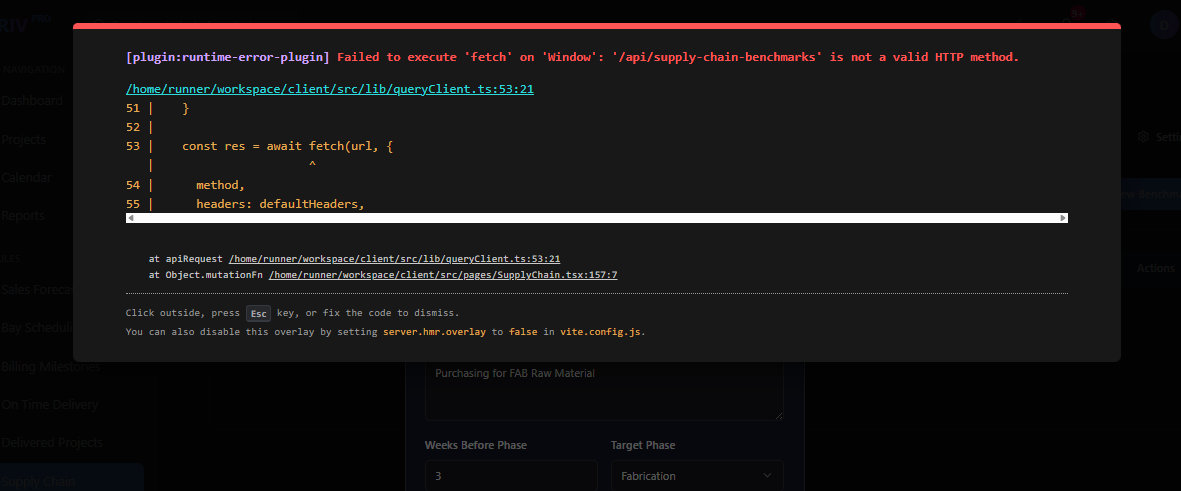 RIV PRO
NAVIGATION
Dashboard
Projects
Calendar
Reports
Sales Forecas
Bay Scheduli
Billing Milestones
On Time Delivery
Delivered Projects
Supply Chain
[plugin:runtime-error-plugin] Failed to execute 'fetch' on 'Window': '/api/supply-chain-benchmarks' is not a valid HTTP method.
/home/runner/workspace/client/src/lib/queryClient.ts:53:21
51 |    }
52 |
53 |    const res = await fetch(url, {
   |                      ^
54 |      method,
55 |      headers: defaultHeaders,
at apiRequest /home/runner/workspace/client/src/lib/queryClient.ts:53:21
at Object.mutationFn /home/runner/workspace/client/src/pages/SupplyChain.tsx:157:7
Click outside, press Esc key, or fix the code to dismiss.
You can also disable this overlay by setting server.hmr.overlay to false in vite.config.js.
D
Setti
Benchm
Actions
Purchasing for FAB Raw Material
Weeks Before Phase
Target Phase
3
Fabrication